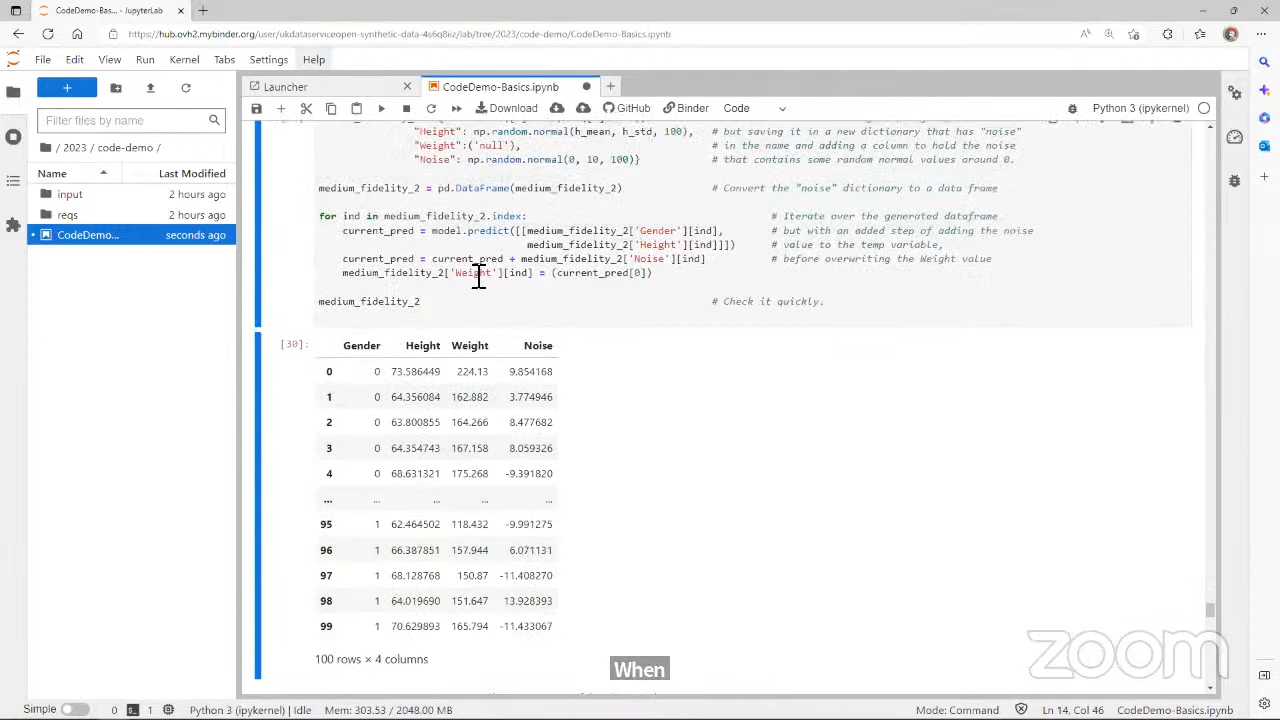 CodeDemo-Bas... - JupyterLab
https://hub.ovh2.mybinder.org/user/ukdataserviceopen-synthetic-data-4s6q8iiz/lab/tree/2023/code-demo/CodeDemo-Basics.ipynb
File Edit View Run Kernel Tabs Settings Help
Launcher
CodeDemo-Basics.ipynb
Download GitHub Binder Code Python 3 (ipykernel)
Filter files by name
/ 2023 / code-demo /
Name Last Modified
input 2 hours ago
reqs 2 hours ago
CodeDemo... seconds ago
"Height": np.random.normal(h_mean, h_std, 100), # but saving it in a new dictionary that has "noise"
"Weight":('null'), # in the name and adding a column to hold the noise
"Noise": np.random.normal(0, 10, 100)} # that contains some random normal values around 0.
medium_fidelity_2 = pd.DataFrame(medium_fidelity_2) # Convert the "noise" dictionary to a data frame
for ind in medium_fidelity_2.index: # Iterate over the generated dataframe
current_pred = model.predict([[medium_fidelity_2['Gender'][ind], # but with an added step of adding the noise
medium_fidelity_2['Height'][ind]]]) # value to the temp variable,
current_pred = current_pred + medium_fidelity_2['Noise'][ind] # before overwriting the Weight value
medium_fidelity_2['Weight'][ind] = (current_pred[0])
medium_fidelity_2 # Check it quickly.
[30]:
Gender Height Weight Noise
0 0 73.586449 224.13 9.854168
1 0 64.356084 162.882 3.774946
2 0 63.800855 164.266 8.477682
3 0 64.354743 167.158 8.059326
4 0 68.631321 175.268 -9.391820
... ... ... ... ...
95 1 62.464502 118.432 -9.991275
96 1 66.387851 157.944 6.071131
97 1 68.128768 150.87 -11.408270
98 1 64.019690 151.647 13.928393
99 1 70.629893 165.794 -11.433067
100 rows × 4 columns
When
zoom
Simple 0 1 Python 3 (ipykernel) | Idle Mem: 303.53 / 2048.00 MB Mode: Command Ln 14, Col 46 CodeDemo-Basics.ipynb